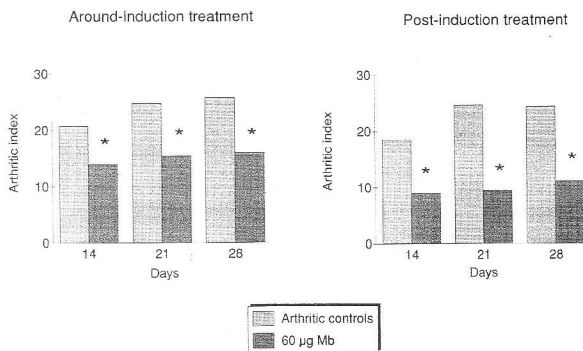 Around-induction treatment
Post-induction treatment
30
20
10
0
Arthritic index
*
*
*
14
21
28
Days
30
20
10
0
Arthritic index
*
*
*
14
21
28
Days
Arthritic controls
60 µg Mb